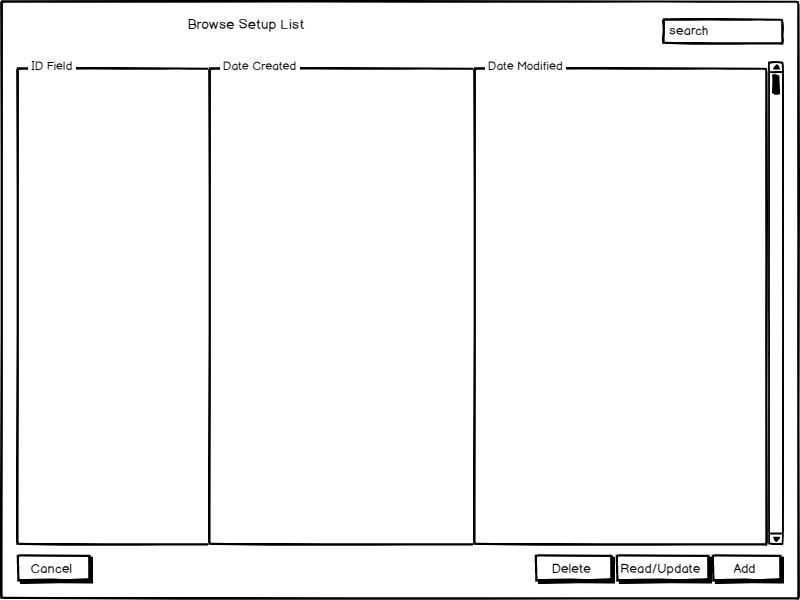 Browse Setup List
search
ID Field
Date Created
Date Modified
Cancel
Delete
Read/Update
Add